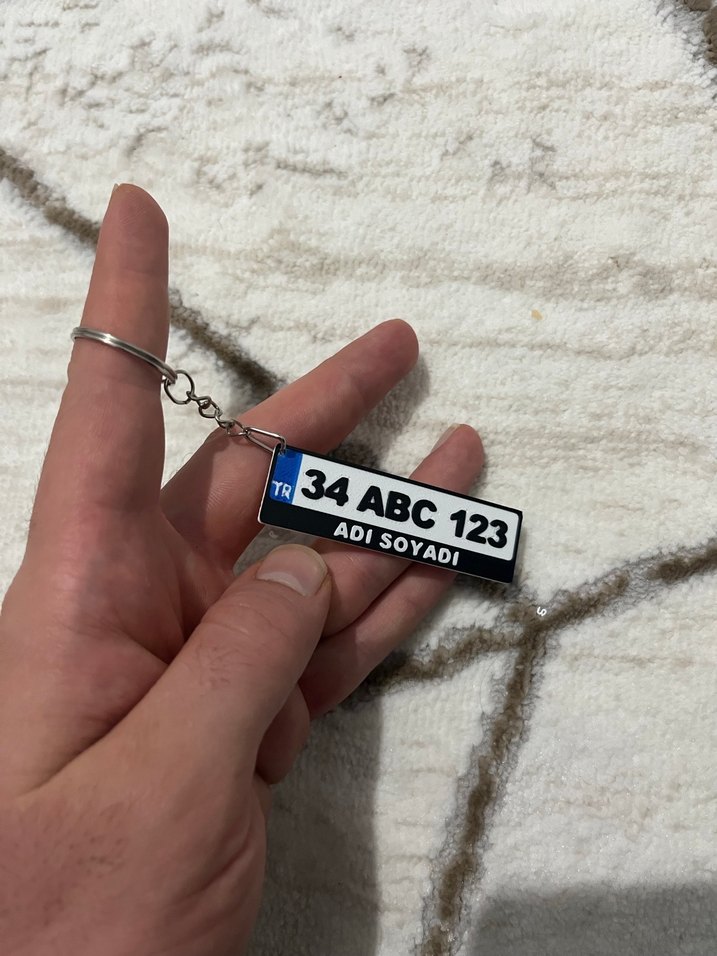 TR 34 ABC 123
ADI SOYADI